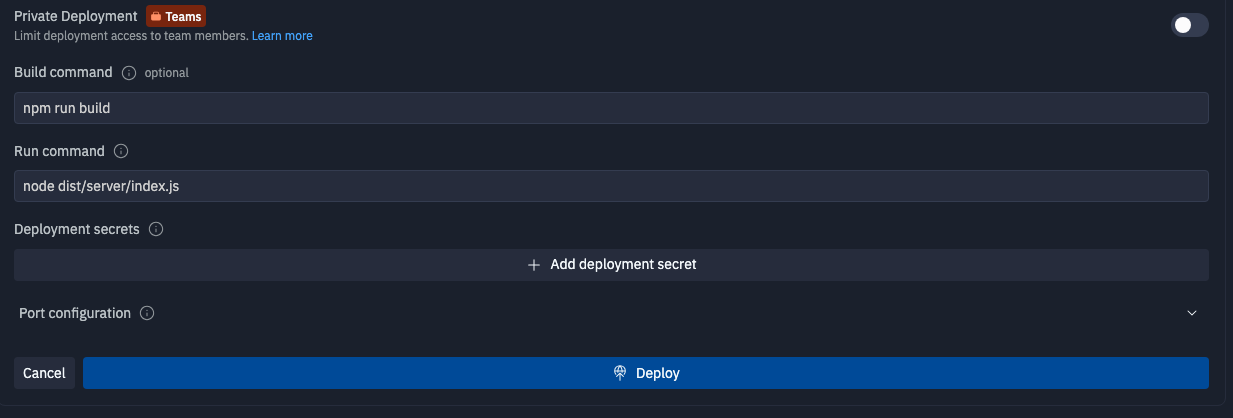 Private Deployment Teams
Limit deployment access to team members. Learn more
Build command optional
npm run build
Run command
node dist/server/index.js
Deployment secrets
Add deployment secret
Port configuration
Cancel Deploy